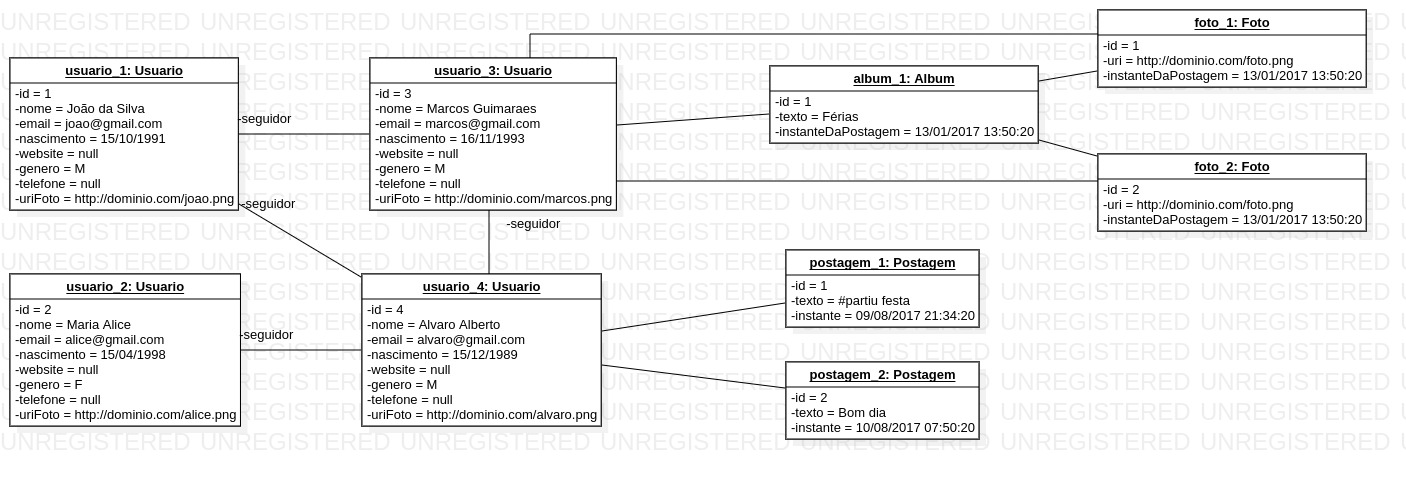 usuario_1: Usuario
-id = 1
-nome = João da Silva
-email = joao@gmail.com
-nascimento = 15/10/1991
-website = null
-genero = M
-telefone = null
-uriFoto = http://dominio.com/joao.png
-seguidor
-seguidor
usuario_3: Usuario
-id = 3
-nome = Marcos Guimaraes
-email = marcos@gmail.com
-nascimento = 16/11/1993
-website = null
-genero = M
-telefone = null
-uriFoto = http://dominio.com/marcos.png
-seguidor
album_1: Album
-id = 1
-texto = Férias
-instanteDaPostagem = 13/01/2017 13:50:20
foto_1: Foto
-id = 1
-uri = http://dominio.com/foto.png
-instanteDaPostagem = 13/01/2017 13:50:20
foto_2: Foto
-id = 2
-uri = http://dominio.com/foto.png
-instanteDaPostagem = 13/01/2017 13:50:20
usuario_2: Usuario
-id = 2
-nome = Maria Alice
-email = alice@gmail.com
-nascimento = 15/04/1998
-website = null
-genero = F
-telefone = null
-uriFoto = http://dominio.com/alice.png
-seguidor
usuario_4: Usuario
-id = 4
-nome = Alvaro Alberto
-email = alvaro@gmail.com
-nascimento = 15/12/1989
-website = null
-genero = M
-telefone = null
-uriFoto = http://dominio.com/alvaro.png
postagem_1: Postagem
-id = 1
-texto = #partiu festa
-instante = 09/08/2017 21:34:20
postagem_2: Postagem
-id = 2
-texto = Bom dia
-instante = 10/08/2017 07:50:20
UNREGISTERED UNREGISTERED UNREGISTERED UNREGISTERED UNREGISTERED UNREGISTERED UNREGISTERED